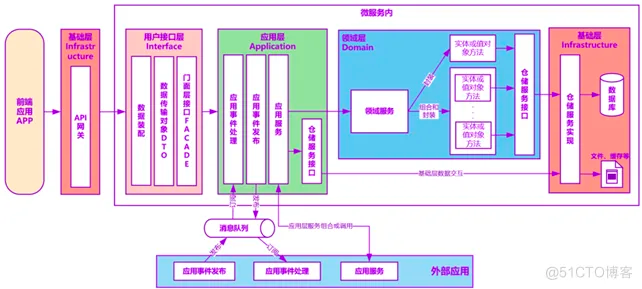 微服务内
前端
应用
APP
基础层
Infrastr
ucture
API
网关
用户接口层
Interface
数据装配
数据传输对象DTO
门面层接口FACADE
应用层
Application
应用事件处理
应用事件发布
应用服务
仓储服务接口
领域层
Domain
领域服务
封装
组合和
封装
实体或值对
象方法
实体或值
对象方法
实体或值
对象方法
仓储服务接口
基础层
Infrastructure
仓储服务实现
数据库
文件，缓存等
基础层数据交互
订阅
发布
消息队列
应用层服务组合或调用
发布
订阅
应用事件发布
应用事件处理
应用服务
外部应用
@51CTO博客